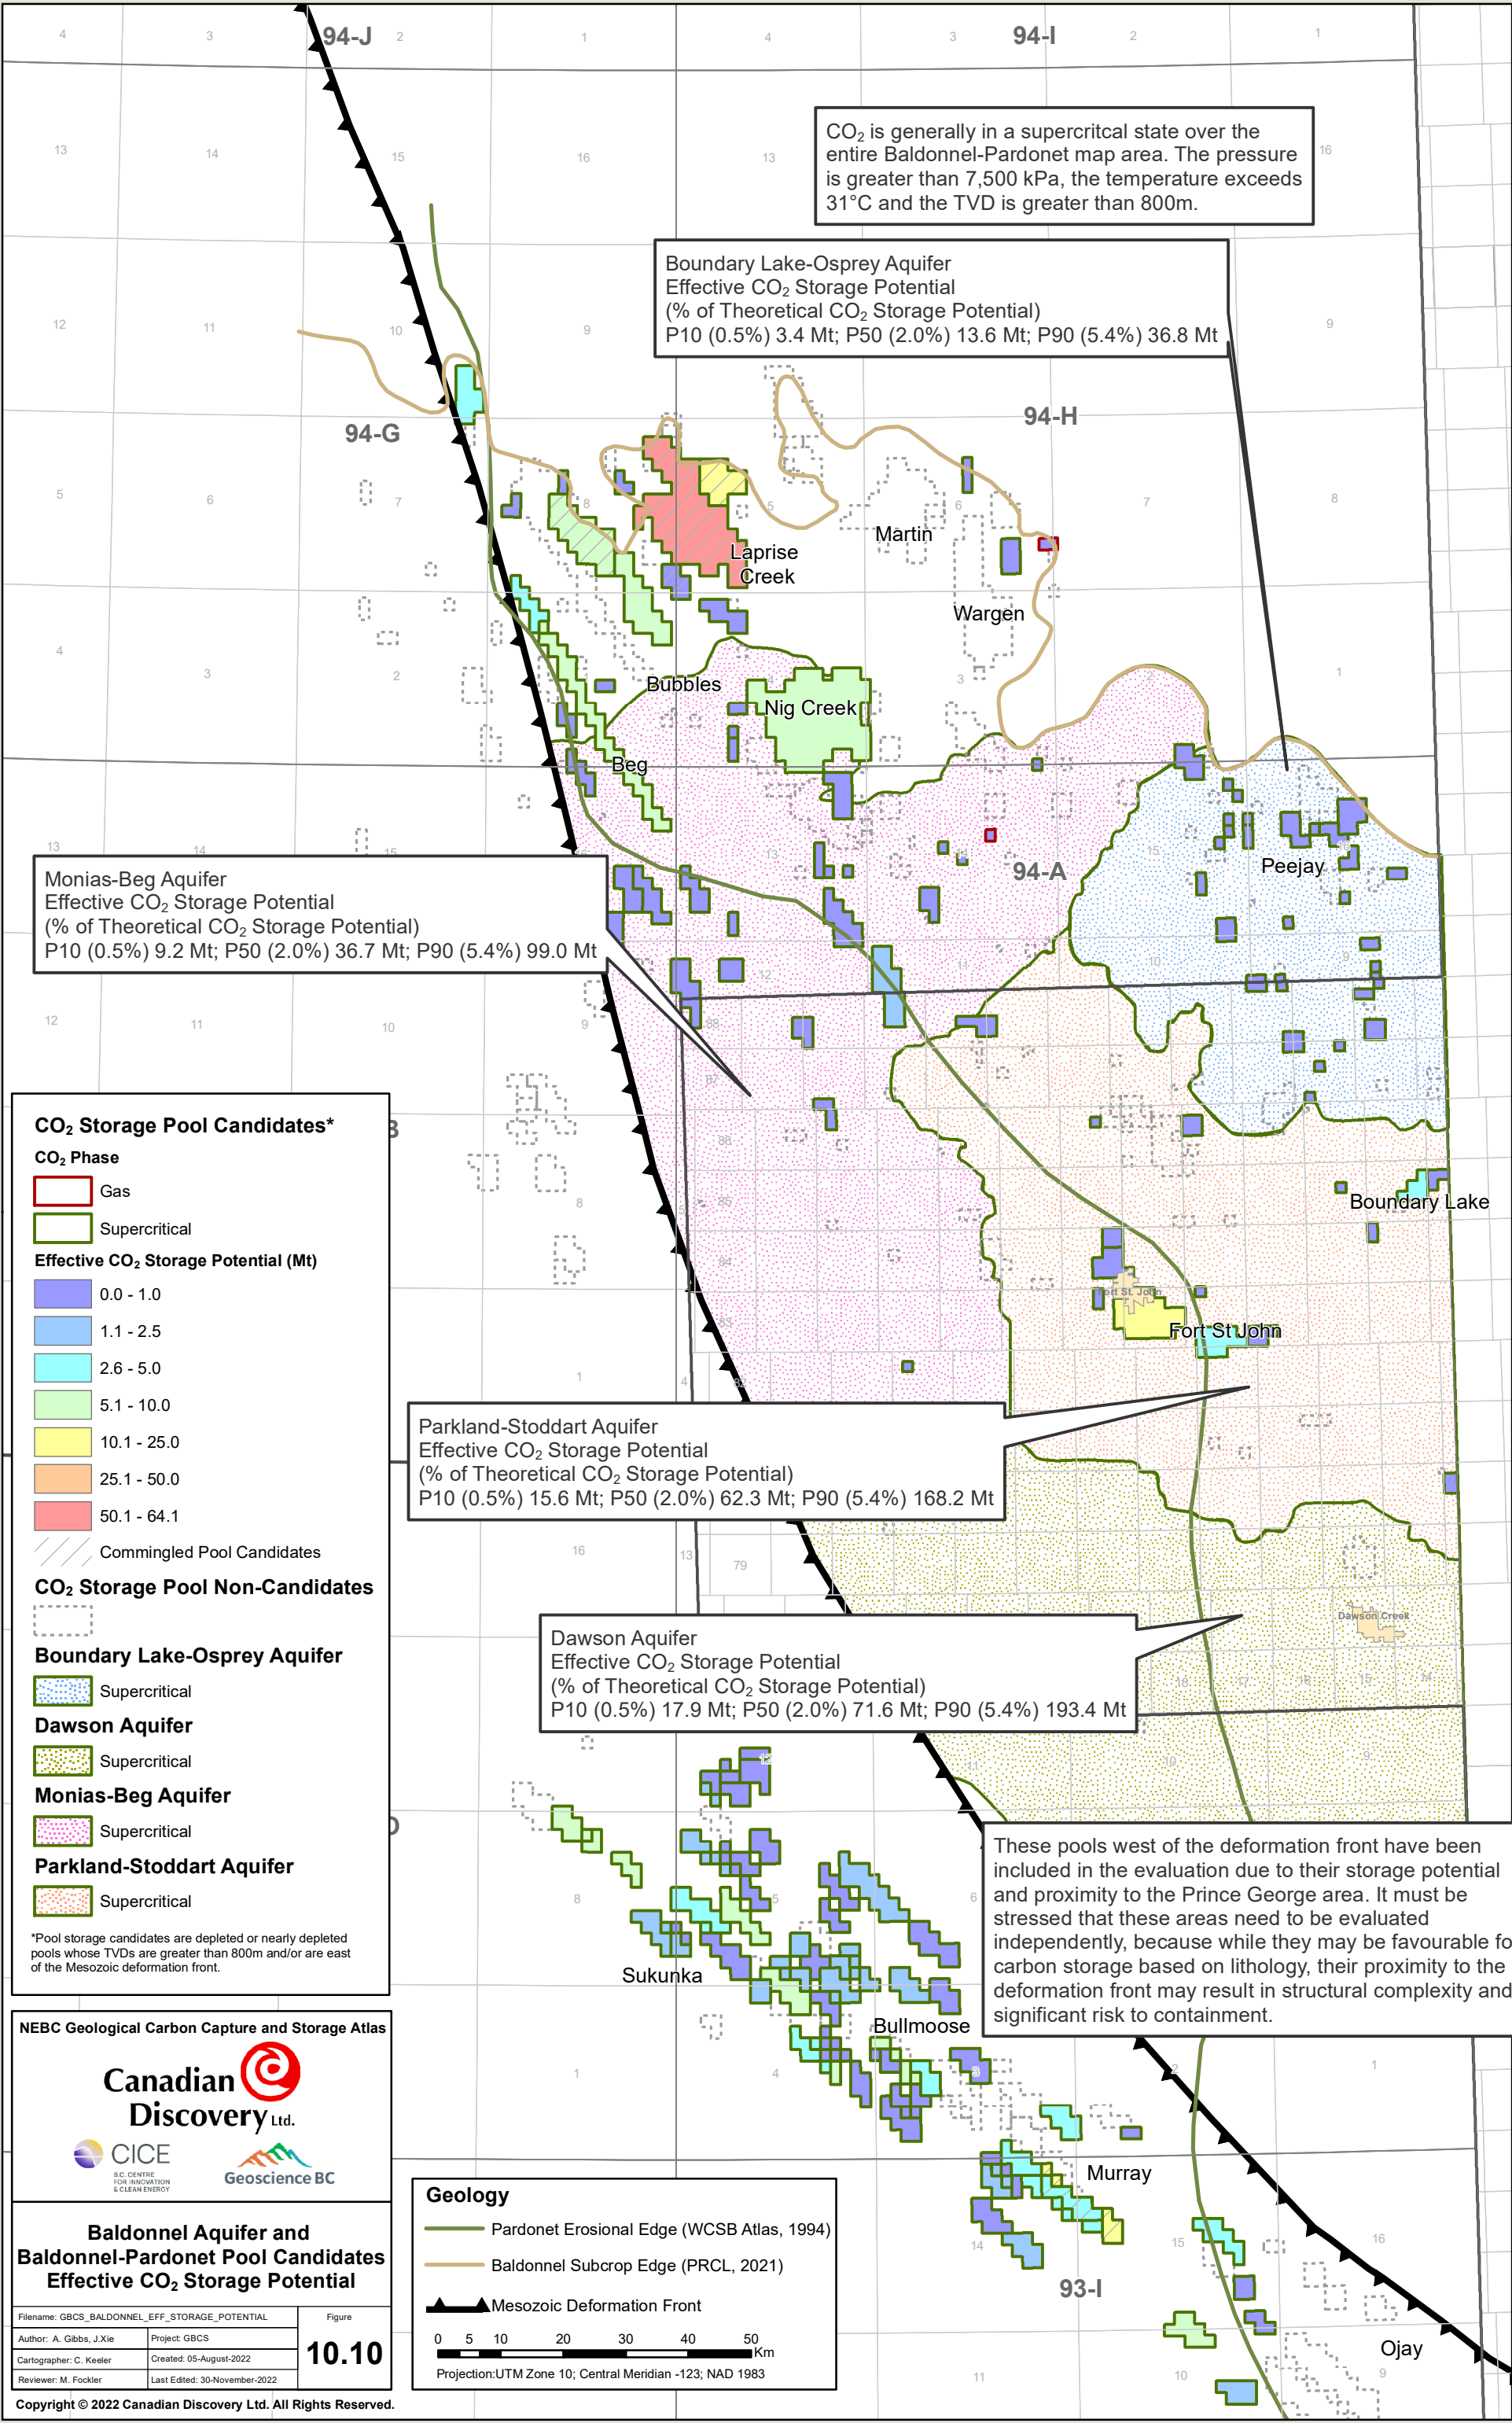 94-J
94-I
CO₂ is generally in a supercritcal state over the
entire Baldonnel-Pardonet map area. The pressure
is greater than 7,500 kPa, the temperature exceeds
31°C and the TVD is greater than 800m.
Boundary Lake-Osprey Aquifer
Effective CO₂ Storage Potential
(% of Theoretical CO₂ Storage Potential)
P10 (0.5%) 3.4 Mt; P50 (2.0%) 13.6 Mt; P90 (5.4%) 36.8 Mt
94-H
94-G
Martin
Laprise
Creek
Wargen
Bubbles
Nig Creek
Beg
Peejay
94-A
Monias-Beg Aquifer
Effective CO₂ Storage Potential
(% of Theoretical CO₂ Storage Potential)
P10 (0.5%) 9.2 Mt; P50 (2.0%) 36.7 Mt; P90 (5.4%) 99.0 Mt
Boundary Lake
Fort St. John
Fort St John
Parkland-Stoddart Aquifer
Effective CO₂ Storage Potential
(% of Theoretical CO₂ Storage Potential)
P10 (0.5%) 15.6 Mt; P50 (2.0%) 62.3 Mt; P90 (5.4%) 168.2 Mt
Dawson Creek
Dawson Aquifer
Effective CO₂ Storage Potential
(% of Theoretical CO₂ Storage Potential)
P10 (0.5%) 17.9 Mt; P50 (2.0%) 71.6 Mt; P90 (5.4%) 193.4 Mt
These pools west of the deformation front have been
included in the evaluation due to their storage potential
and proximity to the Prince George area. It must be
stressed that these areas need to be evaluated
independently, because while they may be favourable fo
carbon storage based on lithology, their proximity to the
deformation front may result in structural complexity and
significant risk to containment.
Sukunka
Bullmoose
Murray
93-I
Ojay
CO₂ Storage Pool Candidates*
CO₂ Phase
Gas
Supercritical
Effective CO₂ Storage Potential (Mt)
0.0 - 1.0
1.1 - 2.5
2.6 - 5.0
5.1 - 10.0
10.1 - 25.0
25.1 - 50.0
50.1 - 64.1
Commingled Pool Candidates
CO₂ Storage Pool Non-Candidates
Boundary Lake-Osprey Aquifer
Supercritical
Dawson Aquifer
Supercritical
Monias-Beg Aquifer
Supercritical
Parkland-Stoddart Aquifer
Supercritical
*Pool storage candidates are depleted or nearly depleted
pools whose TVDs are greater than 800m and/or are east
of the Mesozoic deformation front.
NEBC Geological Carbon Capture and Storage Atlas
Canadian
Discovery Ltd.
CICE
B.C. CENTRE
FOR INNOVATION
& CLEAN ENERGY
Geoscience BC
Baldonnel Aquifer and
Baldonnel-Pardonet Pool Candidates
Effective CO₂ Storage Potential
Filename: GBCS_BALDONNEL_EFF_STORAGE_POTENTIAL
Figure
10.10
Author: A. Gibbs, J.Xie
Project: GBCS
Cartographer: C. Keeler
Created: 05-August-2022
Reviewer: M. Fockler
Last Edited: 30-November-2022
Copyright © 2022 Canadian Discovery Ltd. All Rights Reserved.
Geology
Pardonet Erosional Edge (WCSB Atlas, 1994)
Baldonnel Subcrop Edge (PRCL, 2021)
Mesozoic Deformation Front
0 5 10 20 30 40 50
Km
Projection:UTM Zone 10; Central Meridian -123; NAD 1983